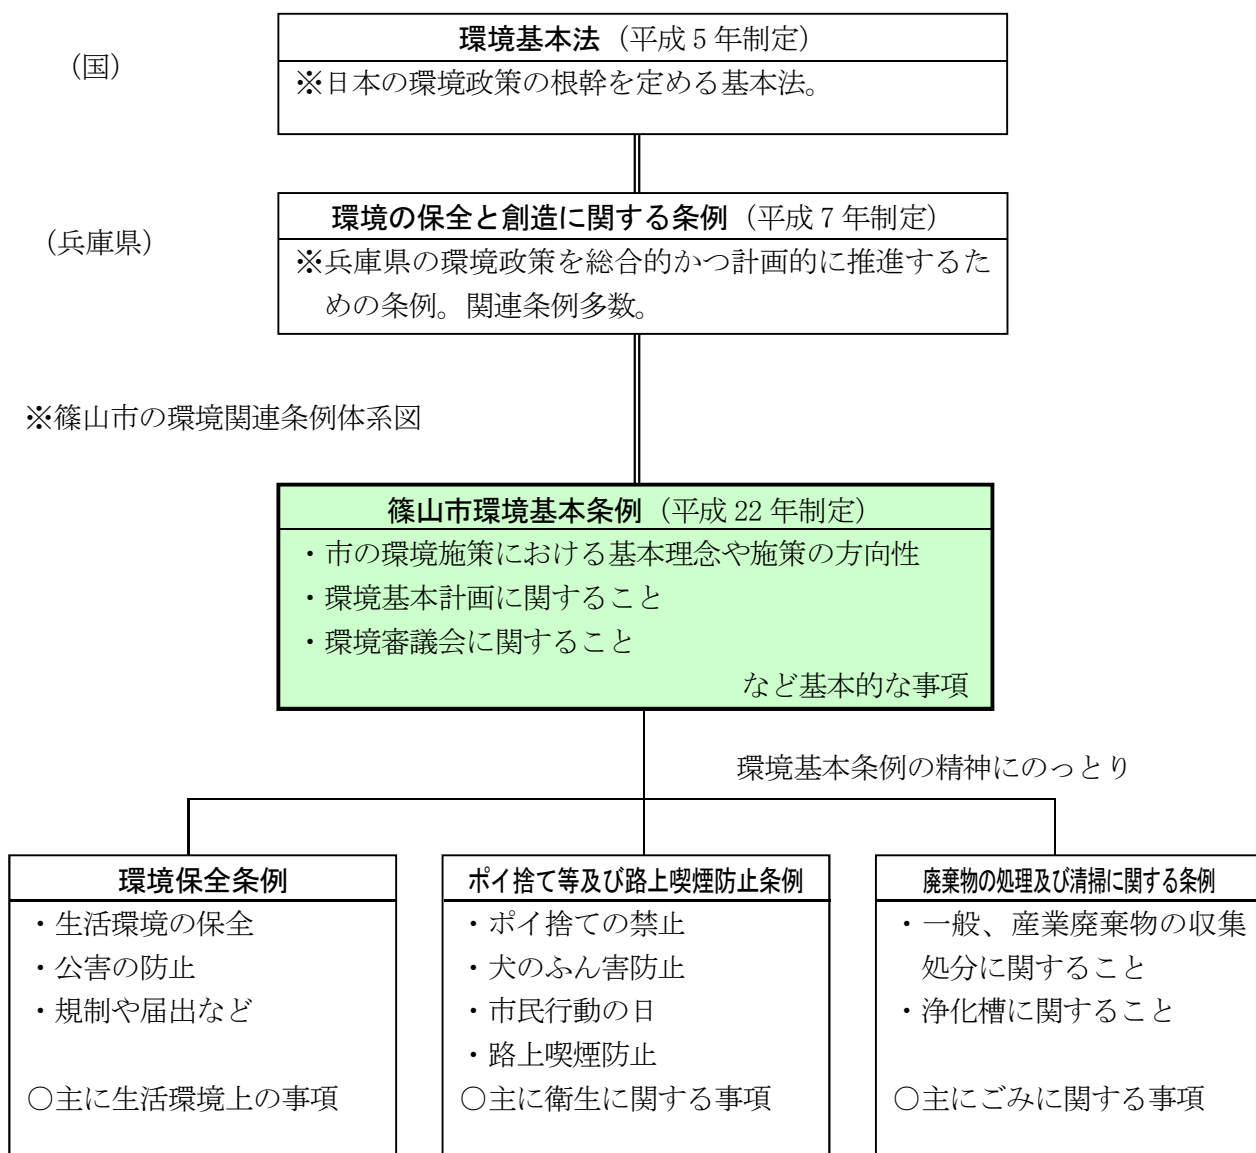 環境基本法（平成 5 年制定）
（国）
※日本の環境政策の根幹を定める基本法。
環境の保全と創造に関する条例（平成 7 年制定）
（兵庫県）
※兵庫県の環境政策を総合的かつ計画的に推進するた
めの条例。関連条例多数。
※篠山市の環境関連条例体系図
篠山市環境基本条例（平成 22 年制定）
・市の環境施策における基本理念や施策の方向性
・環境基本計画に関すること
・環境審議会に関すること
など基本的な事項
環境基本条例の精神にのっとり
環境保全条例
・生活環境の保全
・公害の防止
・規制や届出など
○主に生活環境上の事項
ポイ捨て等及び路上喫煙防止条例
・ポイ捨ての禁止
・犬のふん害防止
・市民行動の日
・路上喫煙防止
○主に衛生に関する事項
廃棄物の処理及び清掃に関する条例
・一般、産業廃棄物の収集
処分に関すること
・浄化槽に関すること
○主にごみに関する事項